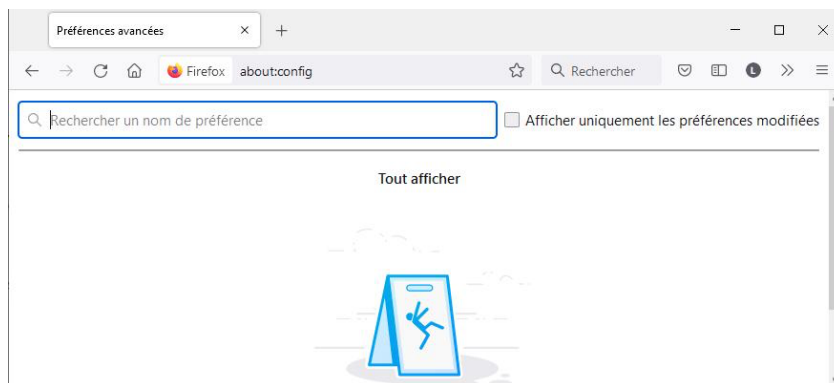 Préférences avancées
Firefox about:config Rechercher L
Rechercher un nom de préférence Afficher uniquement les préférences modifiées
Tout afficher